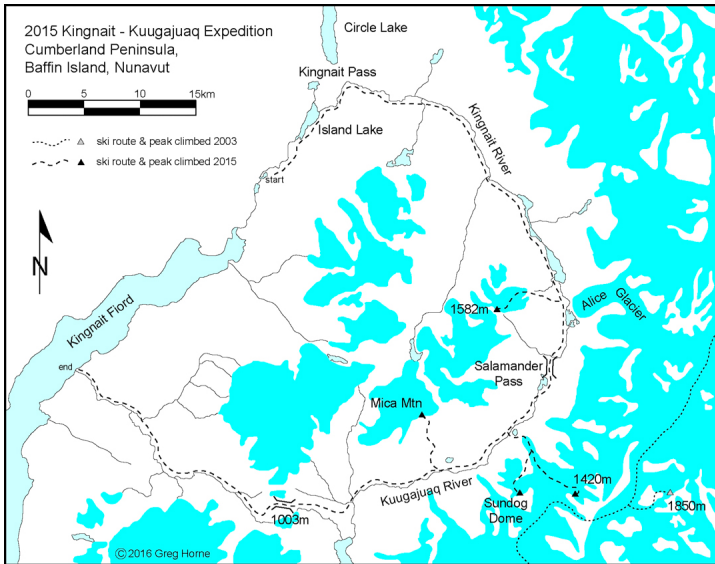 2015 Kingnait - Kuugajuaq Expedition
Cumberland Peninsula,
Baffin Island, Nunavut
0 5 10 15km
ski route & peak climbed 2003
ski route & peak climbed 2015
N
Circle Lake
Kingnait Pass
Island Lake
Kingnait River
start
Kingnait Fiord
end
1582m
Alice Glacier
Salamander
Pass
Mica Mtn
Kuugajuaq River
1003m
Sundog
Dome
1420m
1850m
© 2016 Greg Horne